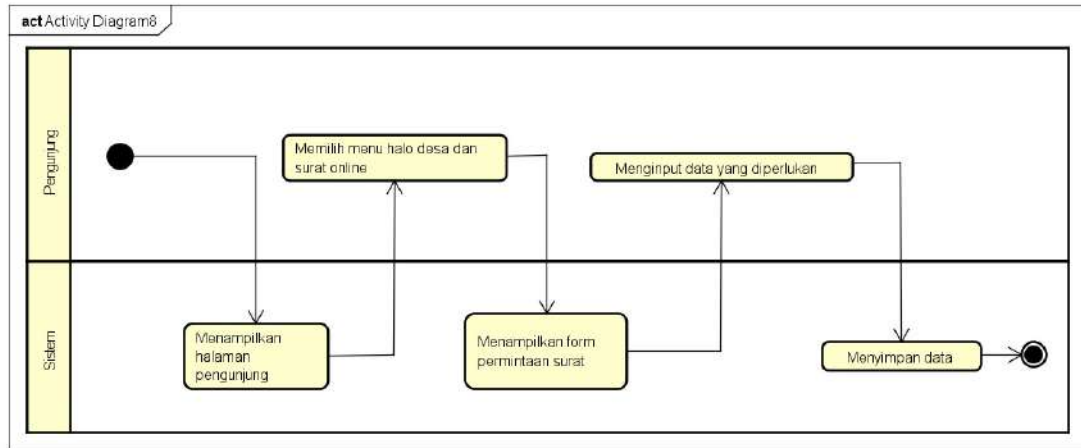 act Activity Diagram8
Pengunjung
Memilih menu halo desa dan
surat online
Menginput data yang diperlukan
Sistem
Menampilkan
halaman
pengunjung
Menampilkan form
permintaan surat
Menyimpan data